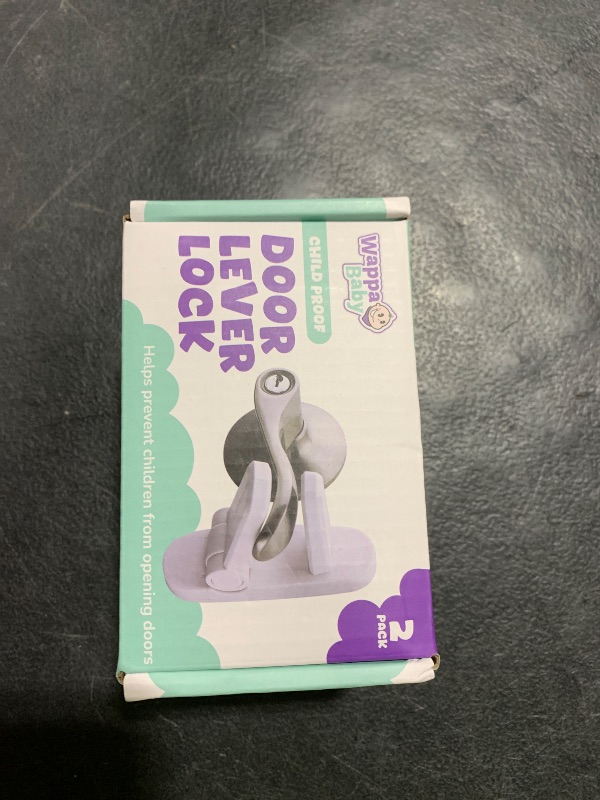 Wappa
Baby
CHILD PROOF
DOOR
LEVER
LOCK
Helps prevent children from opening doors
2
PACK